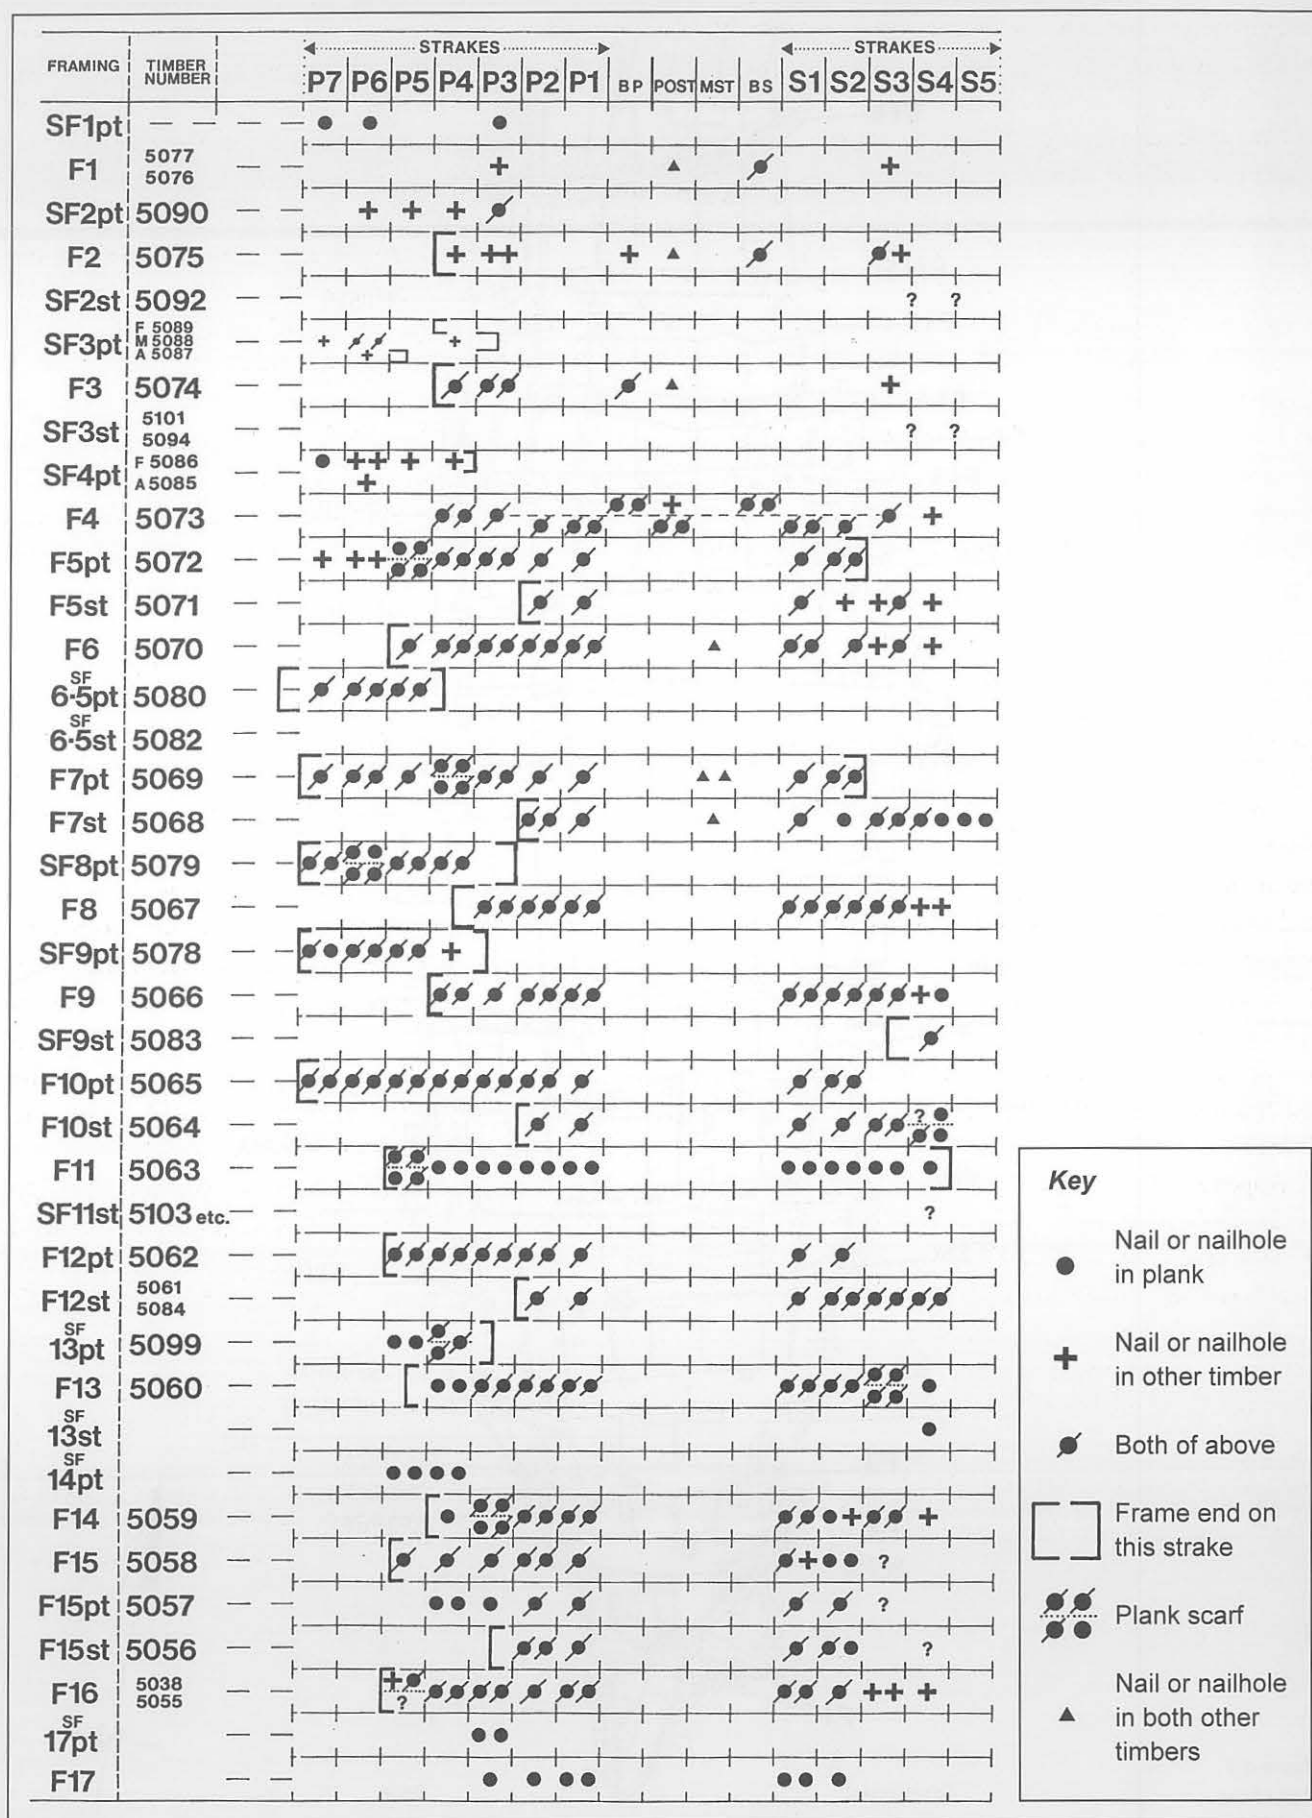 STRAKES STRAKES
FRAMING TIMBER NUMBER P7 P6 P5 P4 P3 P2 P1 BP POST MST BS S1 S2 S3 S4 S5
SF1pt — — —
F1 5077 5076
SF2pt 5090
F2 5075
SF2st 5092 ? ?
SF3pt F 5089 M 5088 A 5087
F3 5074
SF3st 5101 5094 ? ?
SF4pt F 5086 A 5085
F4 5073
F5pt 5072
F5st 5071
F6 5070
SF 6·5pt 5080
SF 6·5st 5082
F7pt 5069
F7st 5068
SF8pt 5079
F8 5067
SF9pt 5078
F9 5066
SF9st 5083
F10pt 5065
F10st 5064 ?
F11 5063
SF11st 5103 etc. ?
F12pt 5062
F12st 5061 5084
SF 13pt 5099
F13 5060
SF 13st
SF 14pt
F14 5059
F15 5058 ?
F15pt 5057 ?
F15st 5056 ?
F16 5038 5055 ?
SF 17pt
F17
Key
Nail or nailhole
in plank
Nail or nailhole
in other timber
Both of above
Frame end on
this strake
Plank scarf
Nail or nailhole
in both other
timbers